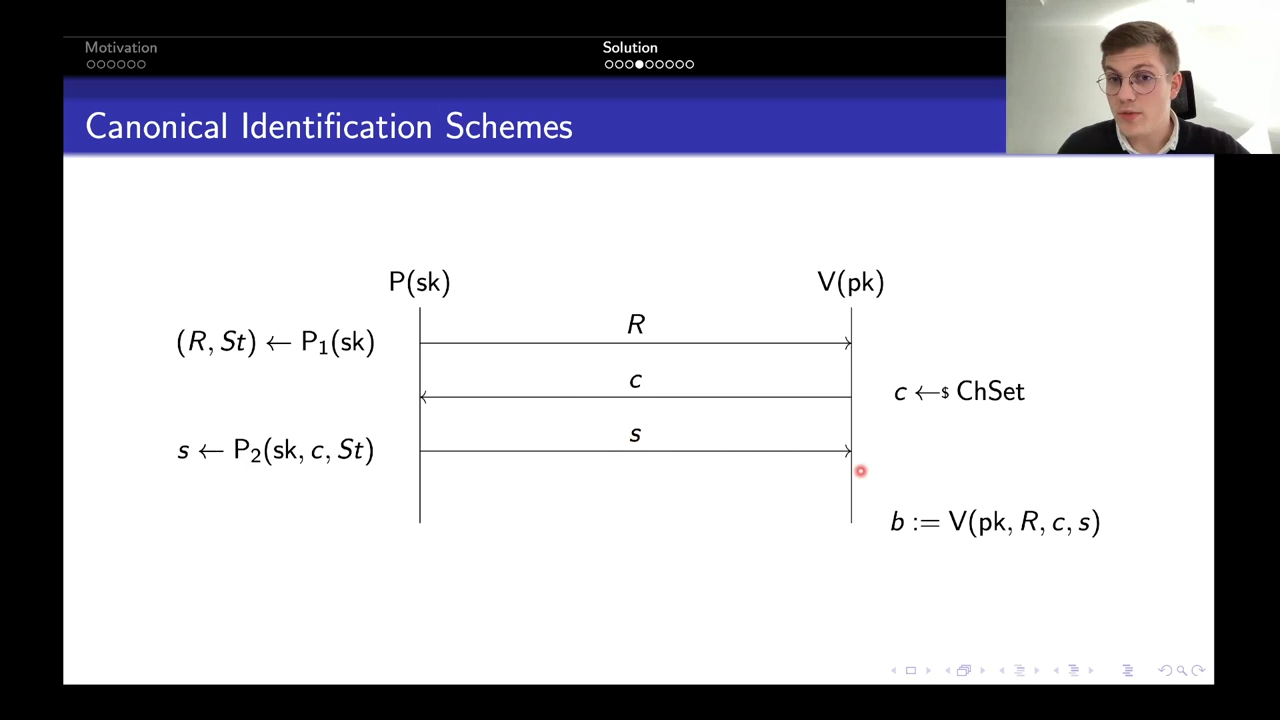 Motivation
Solution
Canonical Identification Schemes
P(sk)
V(pk)
R
(R, St) ← P₁(sk)
c
c ←$ ChSet
s
s ← P₂(sk, c, St)
b := V(pk, R, c, s)